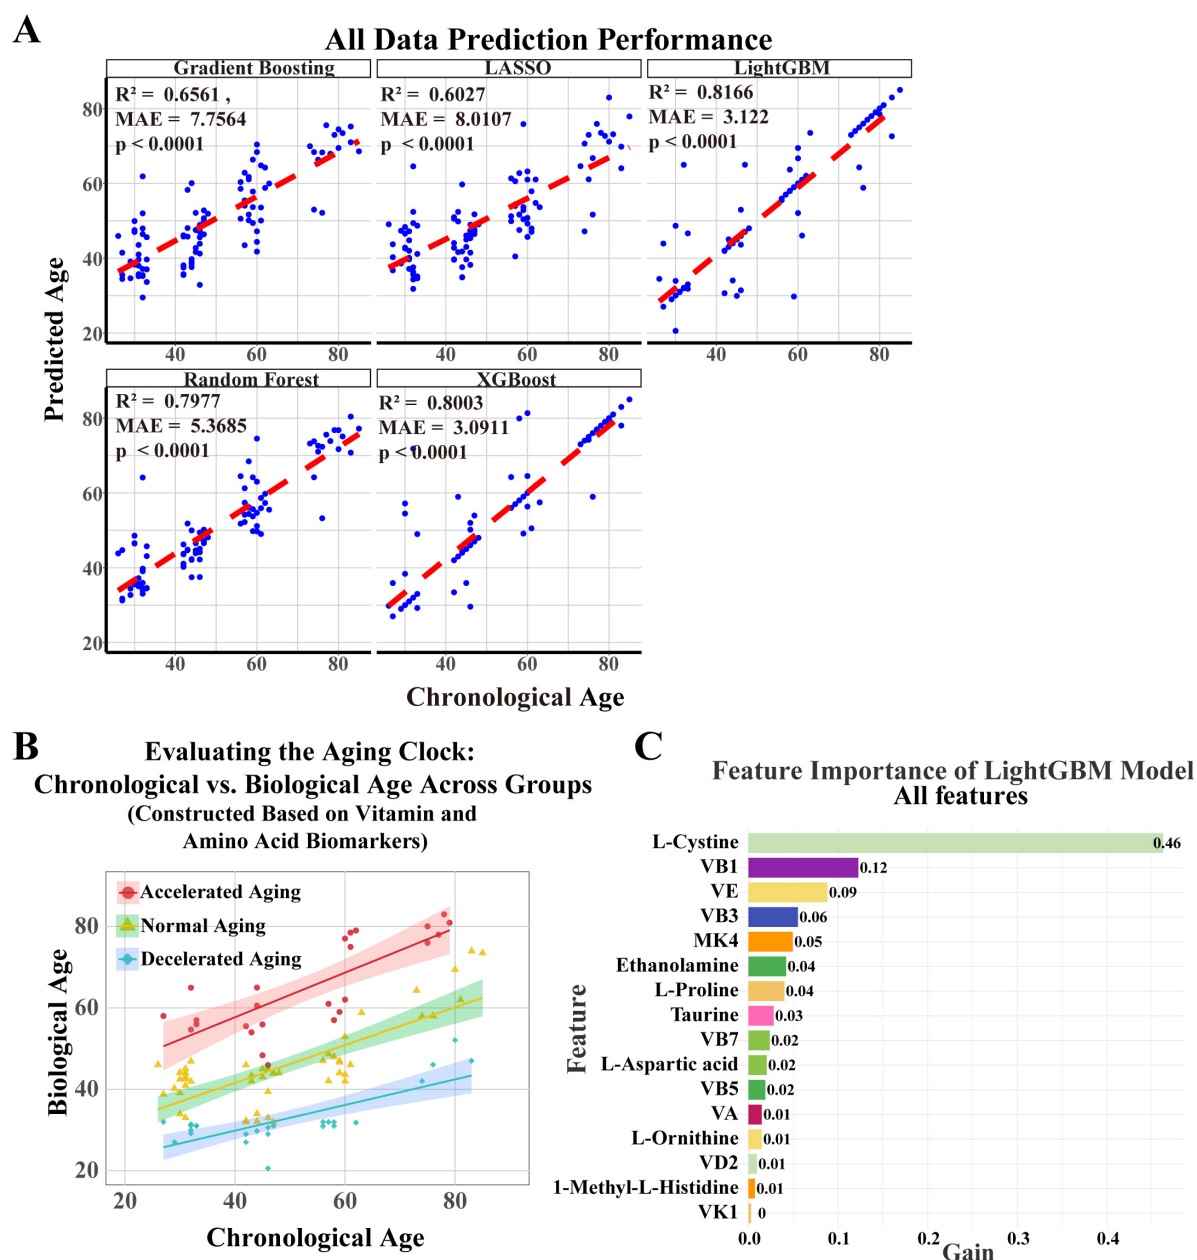 A
All Data Prediction Performance
Gradient Boosting
LASSO
LightGBM
R² = 0.6561 ,
MAE = 7.7564
p < 0.0001
R² = 0.6027
MAE = 8.0107
p < 0.0001
R² = 0.8166
MAE = 3.122
p < 0.0001
80
60
40
20
40 60 80
40 60 80
40 60 80
Predicted Age
Random Forest
XGBoost
R² = 0.7977
MAE = 5.3685
p < 0.0001
R² = 0.8003
MAE = 3.0911
p < 0.0001
80
60
40
20
40 60 80
40 60 80
Chronological Age
B
Evaluating the Aging Clock:
Chronological vs. Biological Age Across Groups
(Constructed Based on Vitamin and
Amino Acid Biomarkers)
Accelerated Aging
Normal Aging
Decelerated Aging
Biological Age
80
60
40
20
20 40 60 80
Chronological Age
C
Feature Importance of LightGBM Model
All features
Feature
L-Cystine 0.46
VB1 0.12
VE 0.09
VB3 0.06
MK4 0.05
Ethanolamine 0.04
L-Proline 0.04
Taurine 0.03
VB7 0.02
L-Aspartic acid 0.02
VB5 0.02
VA 0.01
L-Ornithine 0.01
VD2 0.01
1-Methyl-L-Histidine 0.01
VK1 0
0.0 0.1 0.2 0.3 0.4
Gain